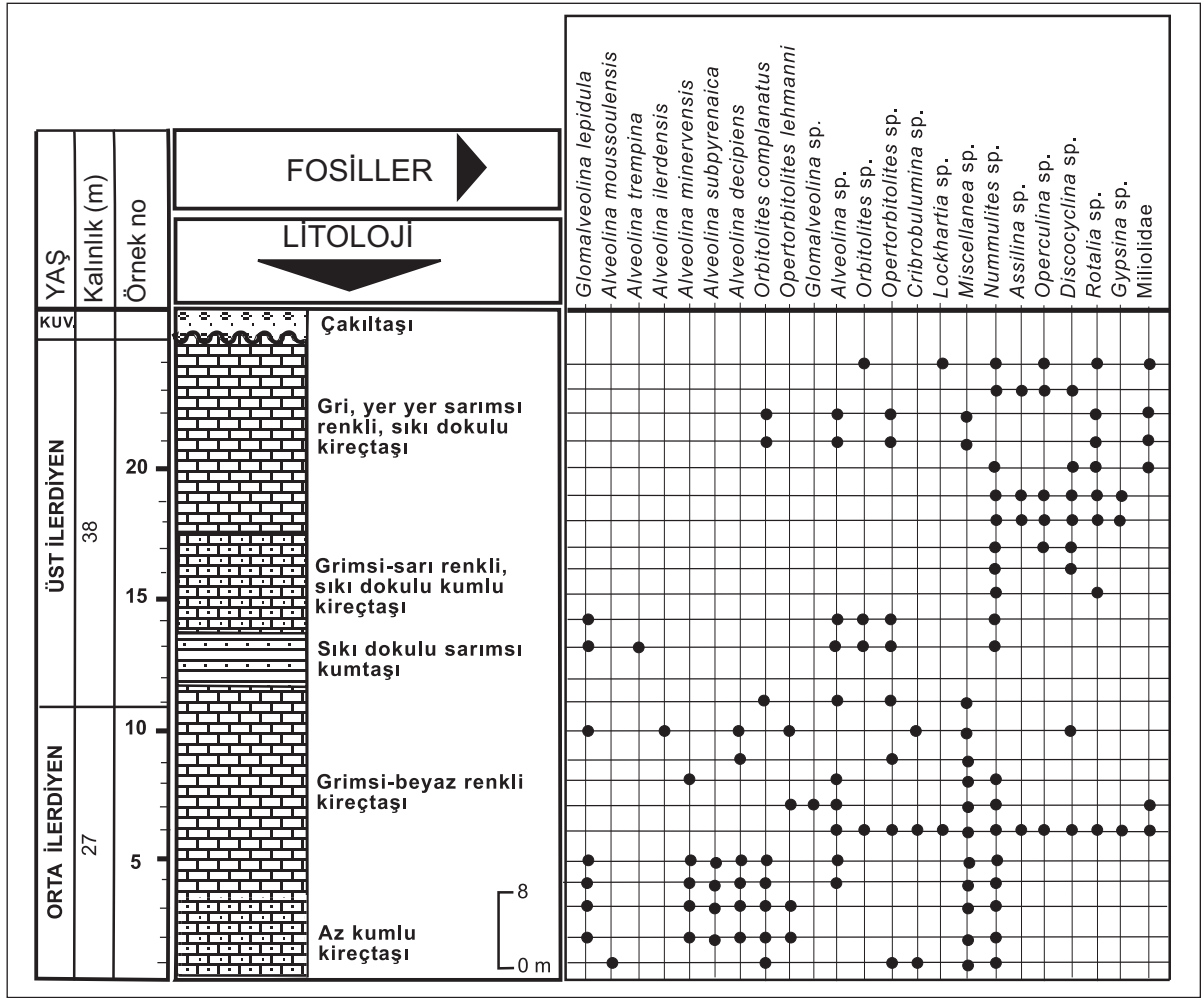 YAŞ
Kalınlık (m)
Örnek no
FOSİLLER
LİTOLOJİ
Glomalveolina lepidula
Alveolina moussoulensis
Alveolina trempina
Alveolina ilerdensis
Alveolina minervensis
Alveolina subpyrenaica
Alveolina decipiens
Orbitolites complanatus
Opertorbitolites lehmanni
Glomalveolina sp.
Alveolina sp.
Orbitolites sp.
Opertorbitolites sp.
Cribrobulumina sp.
Lockhartia sp.
Miscellanea sp.
Nummulites sp.
Assilina sp.
Operculina sp.
Discocyclina sp.
Rotalia sp.
Gypsina sp.
Miliolidae
KUV.
Çakıltaşı
ÜST İLERDİYEN
38
20
15
Gri, yer yer sarımsı
renkli, sıkı dokulu
kireçtaşı
Grimsi-sarı renkli,
sıkı dokulu kumlu
kireçtaşı
Sıkı dokulu sarımsı
kumtaşı
ORTA İLERDİYEN
27
10
5
Grimsi-beyaz renkli
kireçtaşı
Az kumlu
kireçtaşı
8
0 m